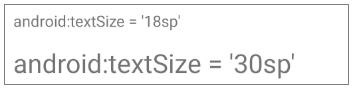 android:textSize = '18sp'
android:textSize = '30sp'